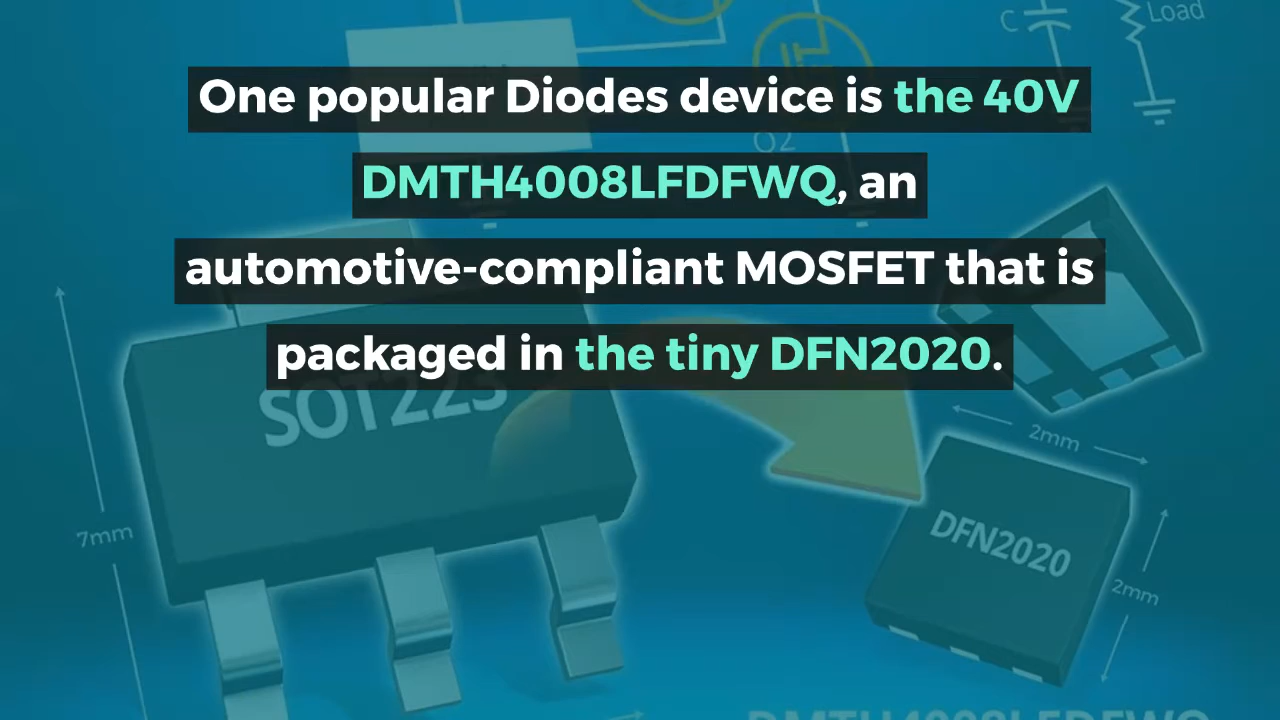 C
Load
One popular Diodes device is the 40V
Q2
DMTH4008LFDFWQ, an
automotive-compliant MOSFET that is
packaged in the tiny DFN2020.
SOT223
2mm
7mm
DFN2020
2mm
DMTH4008LFDFWQ